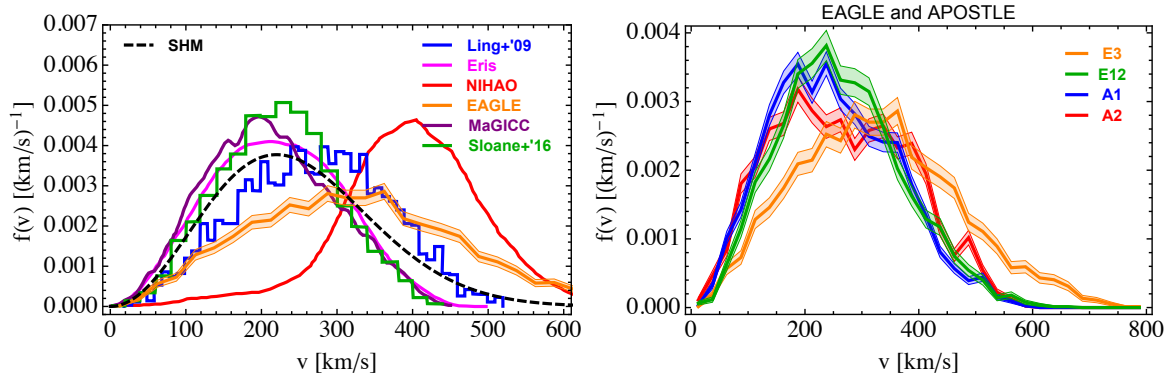 EAGLE and APOSTLE
SHM
Ling+'09
Eris
NIHAO
EAGLE
MaGICC
Sloane+'16
0.007
0.006
0.005
0.004
0.003
0.002
0.001
0.000
f(v) [(km/s)⁻¹]
0 100 200 300 400 500 600
v [km/s]
E3
E12
A1
A2
0.004
0.003
0.002
0.001
0.000
f(v) [(km/s)⁻¹]
0 200 400 600 800
v [km/s]